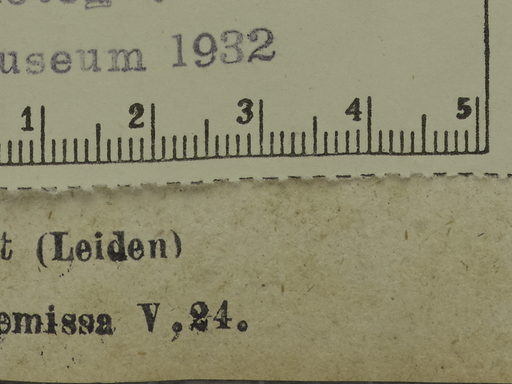 useum 1932
1 2 3 4 5
t (Leiden)
emissa V,24.